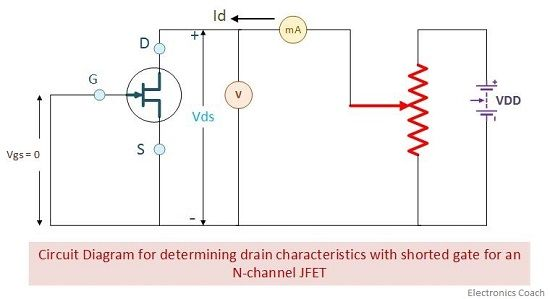 Id
mA
D
+
G
V
Vds
VDD
+
S
Vgs = 0
-
Circuit Diagram for determining drain characteristics with shorted gate for an
N-channel JFET
Electronics Coach